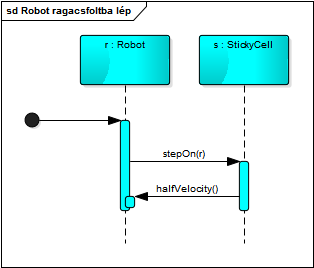 sd Robot ragacsfoltba lép
r : Robot
s : StickyCell
stepOn(r)
halfVelocity()